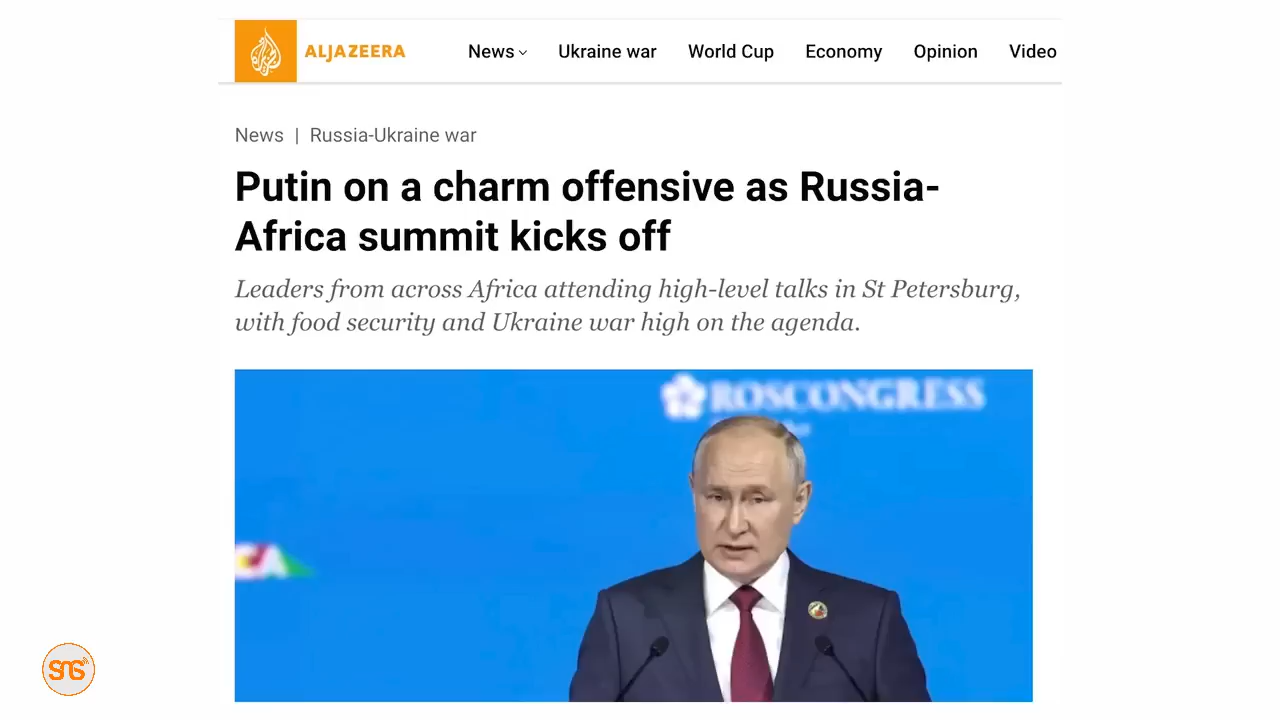 ALJAZEERA
News Ukraine war World Cup Economy Opinion Video
News | Russia-Ukraine war
Putin on a charm offensive as Russia-
Africa summit kicks off
Leaders from across Africa attending high-level talks in St Petersburg,
with food security and Ukraine war high on the agenda.
ROSCONGRESS
CA
SNS